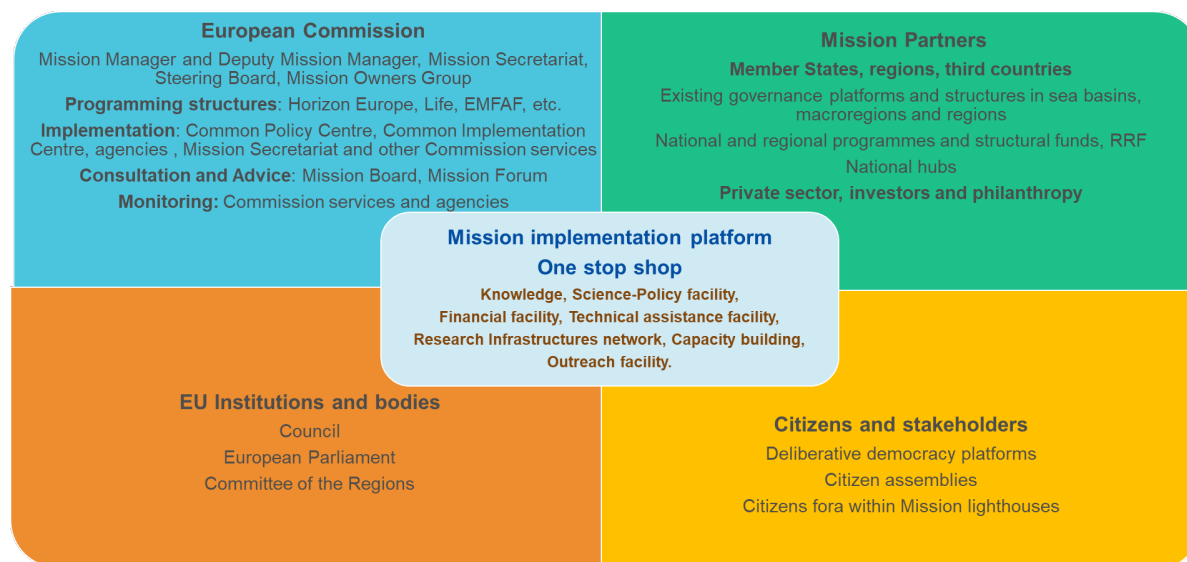 European Commission
Mission Manager and Deputy Mission Manager, Mission Secretariat,
Steering Board, Mission Owners Group
Programming structures: Horizon Europe, Life, EMFAF, etc.
Implementation: Common Policy Centre, Common Implementation
Centre, agencies , Mission Secretariat and other Commission services
Consultation and Advice: Mission Board, Mission Forum
Monitoring: Commission services and agencies
Mission Partners
Member States, regions, third countries
Existing governance platforms and structures in sea basins,
macroregions and regions
National and regional programmes and structural funds, RRF
National hubs
Private sector, investors and philanthropy
Mission implementation platform
One stop shop
Knowledge, Science-Policy facility,
Financial facility, Technical assistance facility,
Research Infrastructures network, Capacity building,
Outreach facility.
EU Institutions and bodies
Council
European Parliament
Committee of the Regions
Citizens and stakeholders
Deliberative democracy platforms
Citizen assemblies
Citizens fora within Mission lighthouses